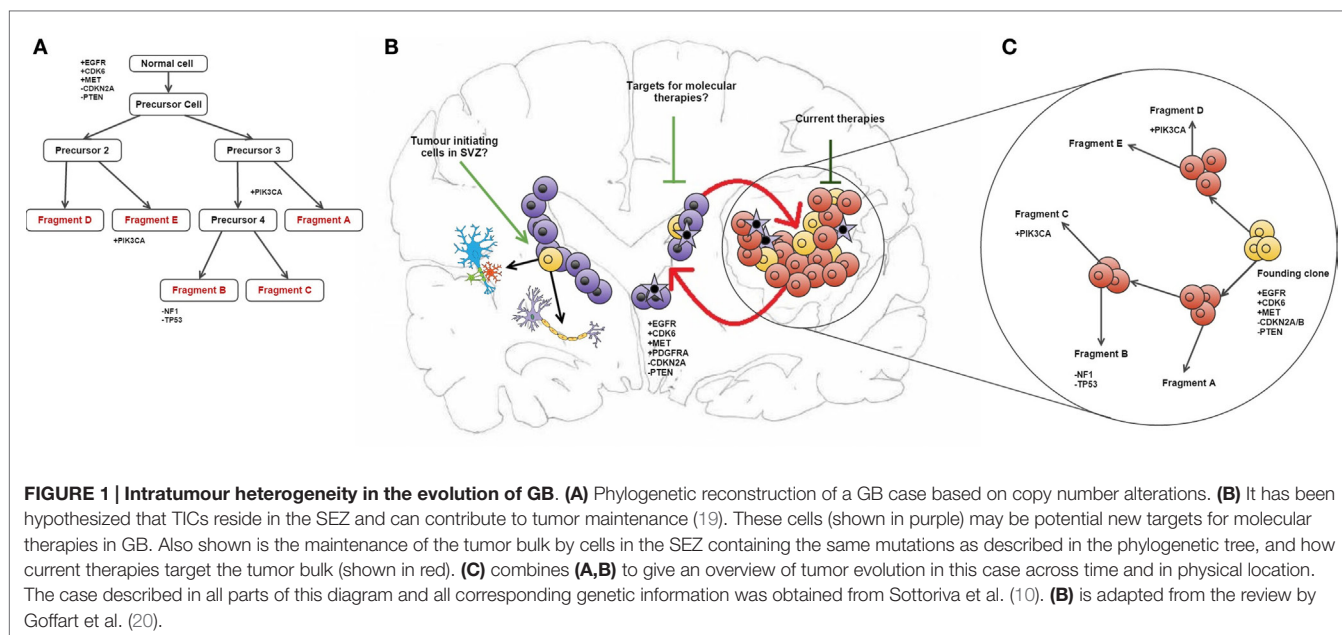 A
+EGFR
+CDK6
+MET
-CDKN2A
-PTEN
Normal cell
Precursor Cell
Precursor 2
Precursor 3
+PIK3CA
Fragment D
Fragment E
Precursor 4
Fragment A
+PIK3CA
Fragment B
Fragment C
-NF1
-TP53
B
Targets for molecular
therapies?
Tumour initiating
cells in SVZ?
Current therapies
+EGFR
+CDK6
+MET
+PDGFRA
-CDKN2A
-PTEN
C
Fragment D
+PIK3CA
Fragment E
Fragment C
+PIK3CA
Founding clone
+EGFR
+CDK6
+MET
-CDKN2A/B
-PTEN
Fragment B
-NF1
-TP53
Fragment A
FIGURE 1 | Intratumour heterogeneity in the evolution of GB. (A) Phylogenetic reconstruction of a GB case based on copy number alterations. (B) It has been
hypothesized that TICs reside in the SEZ and can contribute to tumor maintenance (19). These cells (shown in purple) may be potential new targets for molecular
therapies in GB. Also shown is the maintenance of the tumor bulk by cells in the SEZ containing the same mutations as described in the phylogenetic tree, and how
current therapies target the tumor bulk (shown in red). (C) combines (A,B) to give an overview of tumor evolution in this case across time and in physical location.
The case described in all parts of this diagram and all corresponding genetic information was obtained from Sottoriva et al. (10). (B) is adapted from the review by
Goffart et al. (20).